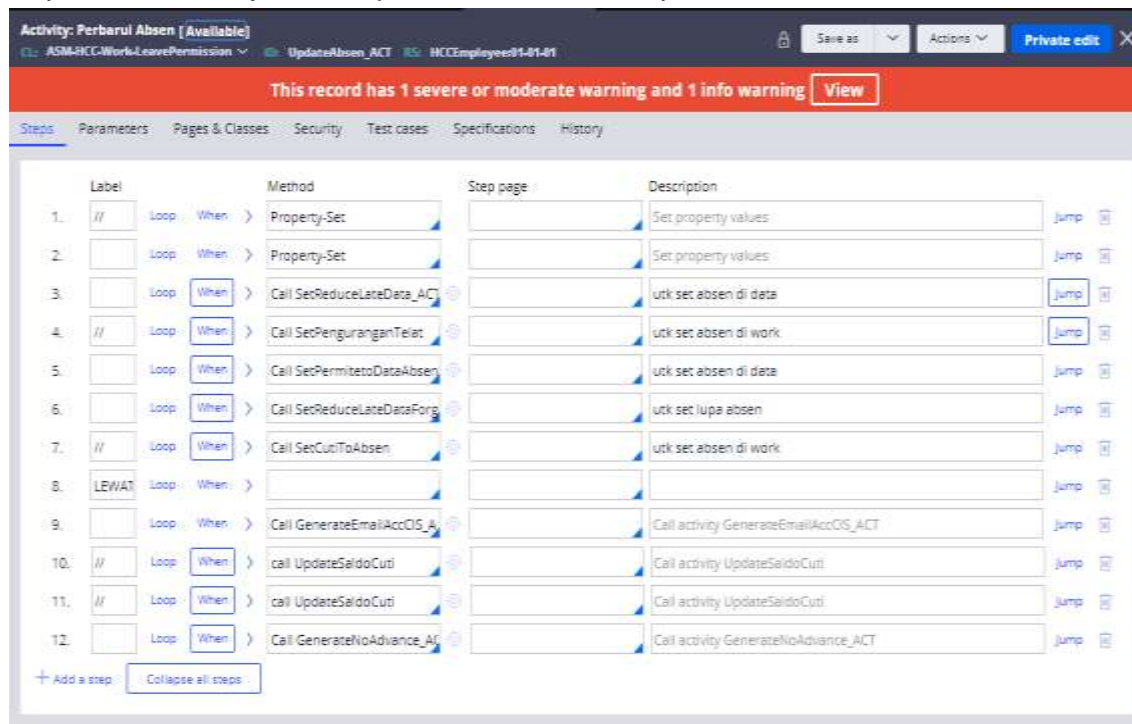 Activity: Perbarui Absen [Available]
CL: ASM-HCC-Work-LeavePermission ID: UpdateAbsen_ACT RS: HCCEmployee:01-01-01
Save as Actions Private edit
This record has 1 severe or moderate warning and 1 info warning View
Steps Parameters Pages & Classes Security Test cases Specifications History
Label Method Step page Description
1. // Loop When Property-Set Set property values Jump
2. Loop When Property-Set Set property values Jump
3. Loop When Call SetReduceLateData_ACT utk set absen di data Jump
4. // Loop When Call SetPenguranganTelat utk set absen di work Jump
5. Loop When Call SetPermitetoDataAbsen utk set absen di data Jump
6. Loop When Call SetReduceLateDataForg utk set lupa absen Jump
7. // Loop When Call SetCutiToAbsen utk set absen di work Jump
8. LEWAT Loop When Jump
9. Loop When Call GenerateEmailAccCIS_A Call activity GenerateEmailAccCIS_ACT Jump
10. // Loop When call UpdateSaldoCuti Call activity UpdateSaldoCuti Jump
11. // Loop When call UpdateSaldoCuti Call activity UpdateSaldoCuti Jump
12. Loop When Call GenerateNoAdvance_AC Call activity GenerateNoAdvance_ACT Jump
+ Add a step Collapse all steps